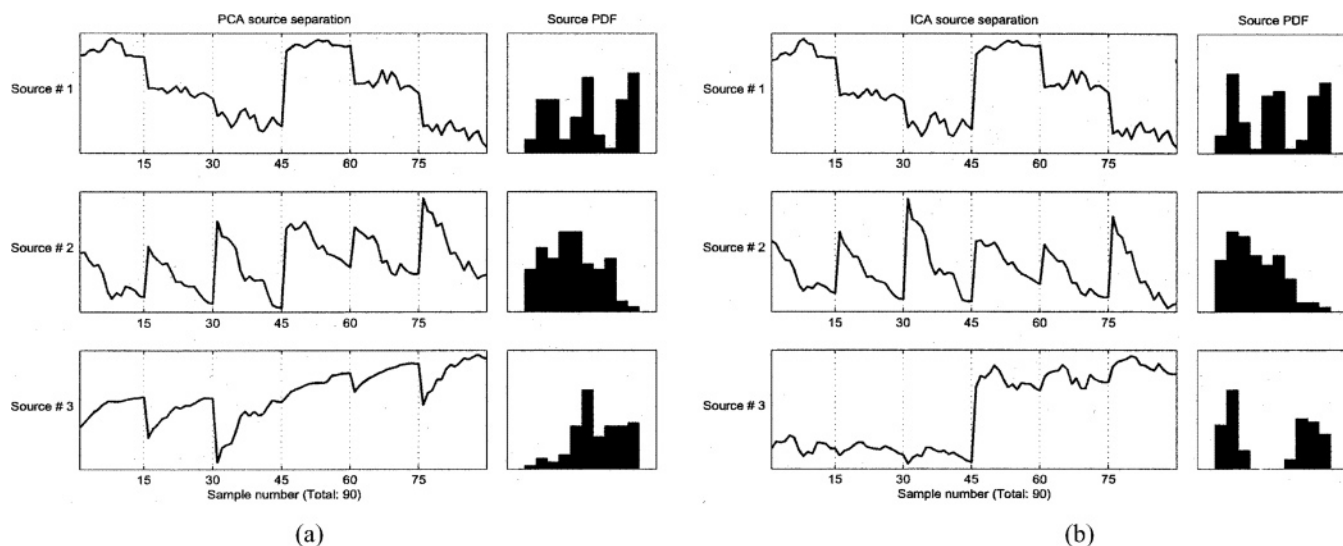 PCA source separation
Source PDF
Source # 1
15 30 45 60 75
Source # 2
15 30 45 60 75
Source # 3
15 30 45 60 75
Sample number (Total: 90)
(a)
ICA source separation
Source PDF
Source # 1
15 30 45 60 75
Source # 2
15 30 45 60 75
Source # 3
15 30 45 60 75
Sample number (Total: 90)
(b)